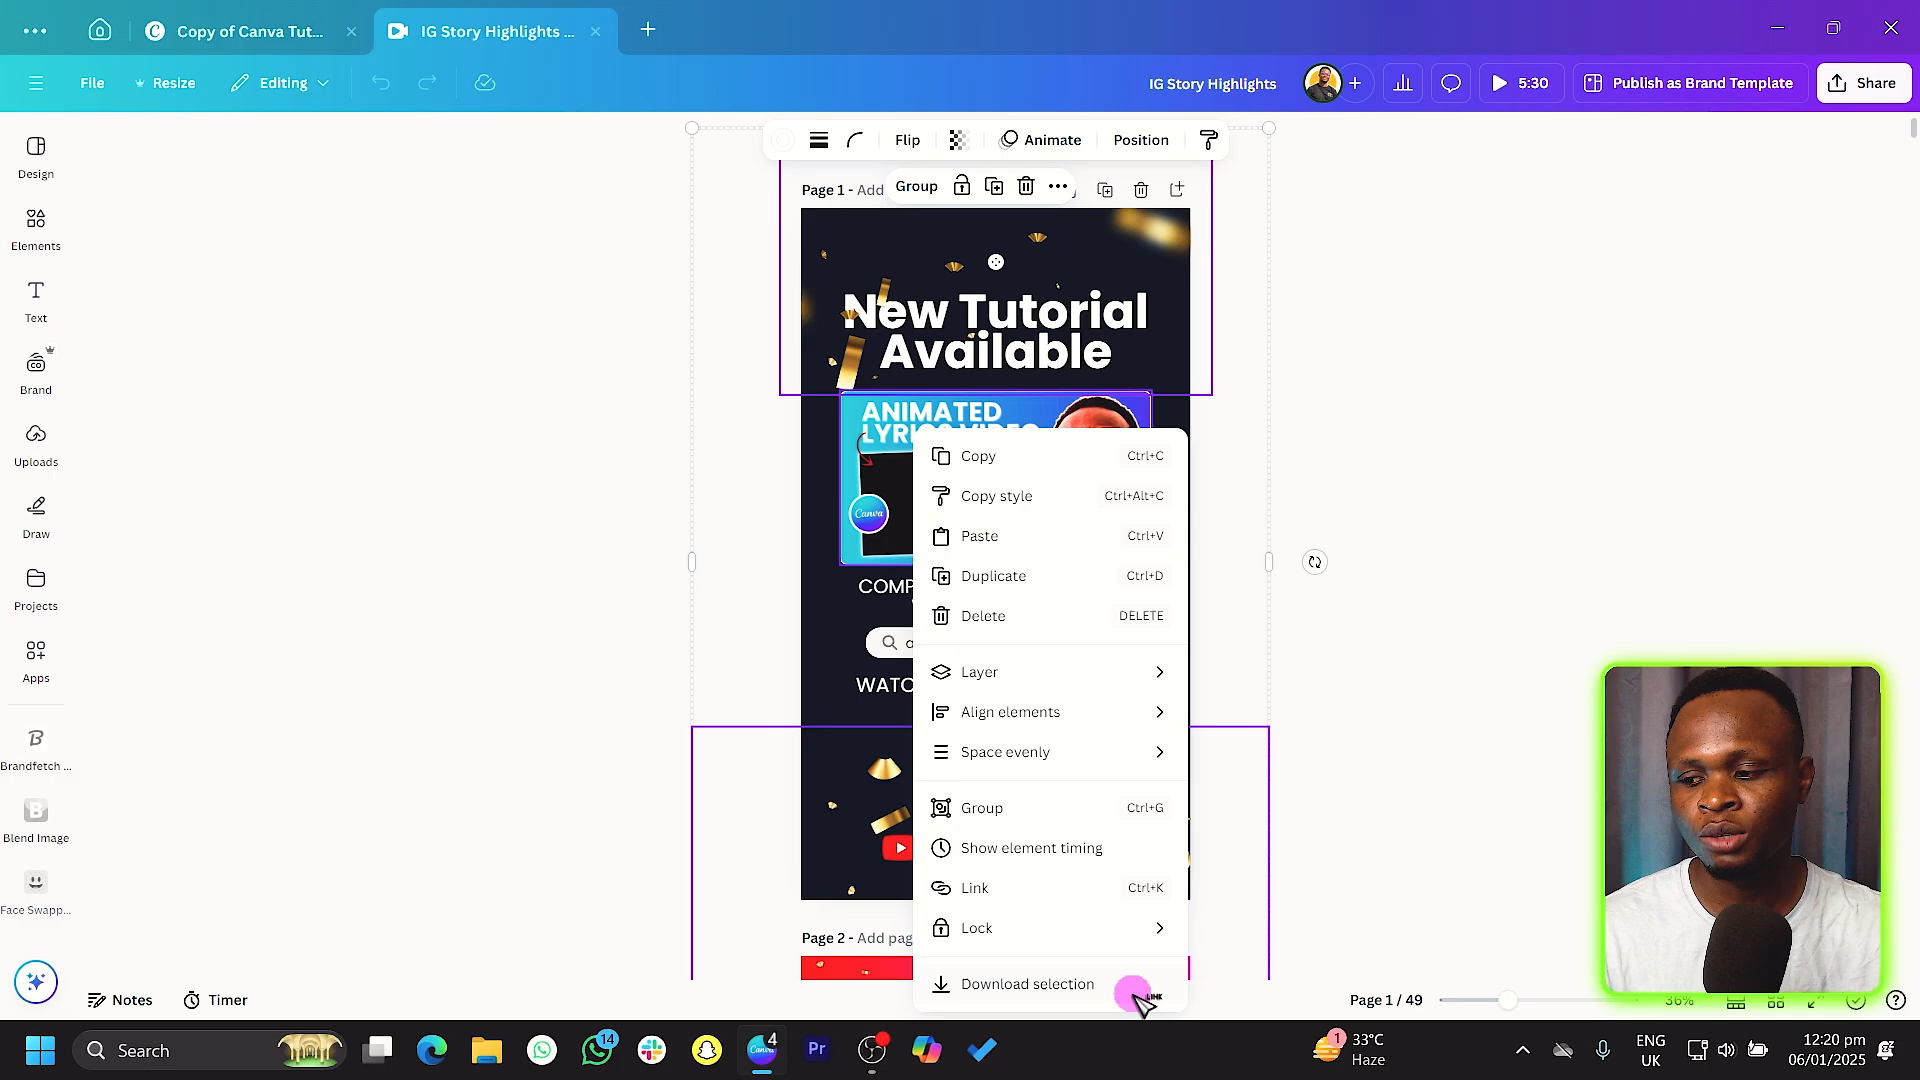 Copy of Canva Tut...
IG Story Highlights ...
File
Resize
Editing
IG Story Highlights
5:30
Publish as Brand Template
Share
Flip
Animate
Position
Design
Elements
Text
Brand
Uploads
Draw
Projects
Apps
Brandfetch ...
Blend Image
Face Swapp...
Page 1 - Add
Group
New Tutorial
Available
ANIMATED
LYRICS VIDEO
Canva
COMP
WATC
Copy Ctrl+C
Copy style Ctrl+Alt+C
Paste Ctrl+V
Duplicate Ctrl+D
Delete DELETE
Layer
Align elements
Space evenly
Group Ctrl+G
Show element timing
Link Ctrl+K
Lock
Download selection
Page 2 - Add pag
Notes
Timer
Page 1 / 49
36%
Search
14
Canva
4
Pr
1
33°C
Haze
ENG
UK
12:20 pm
06/01/2025